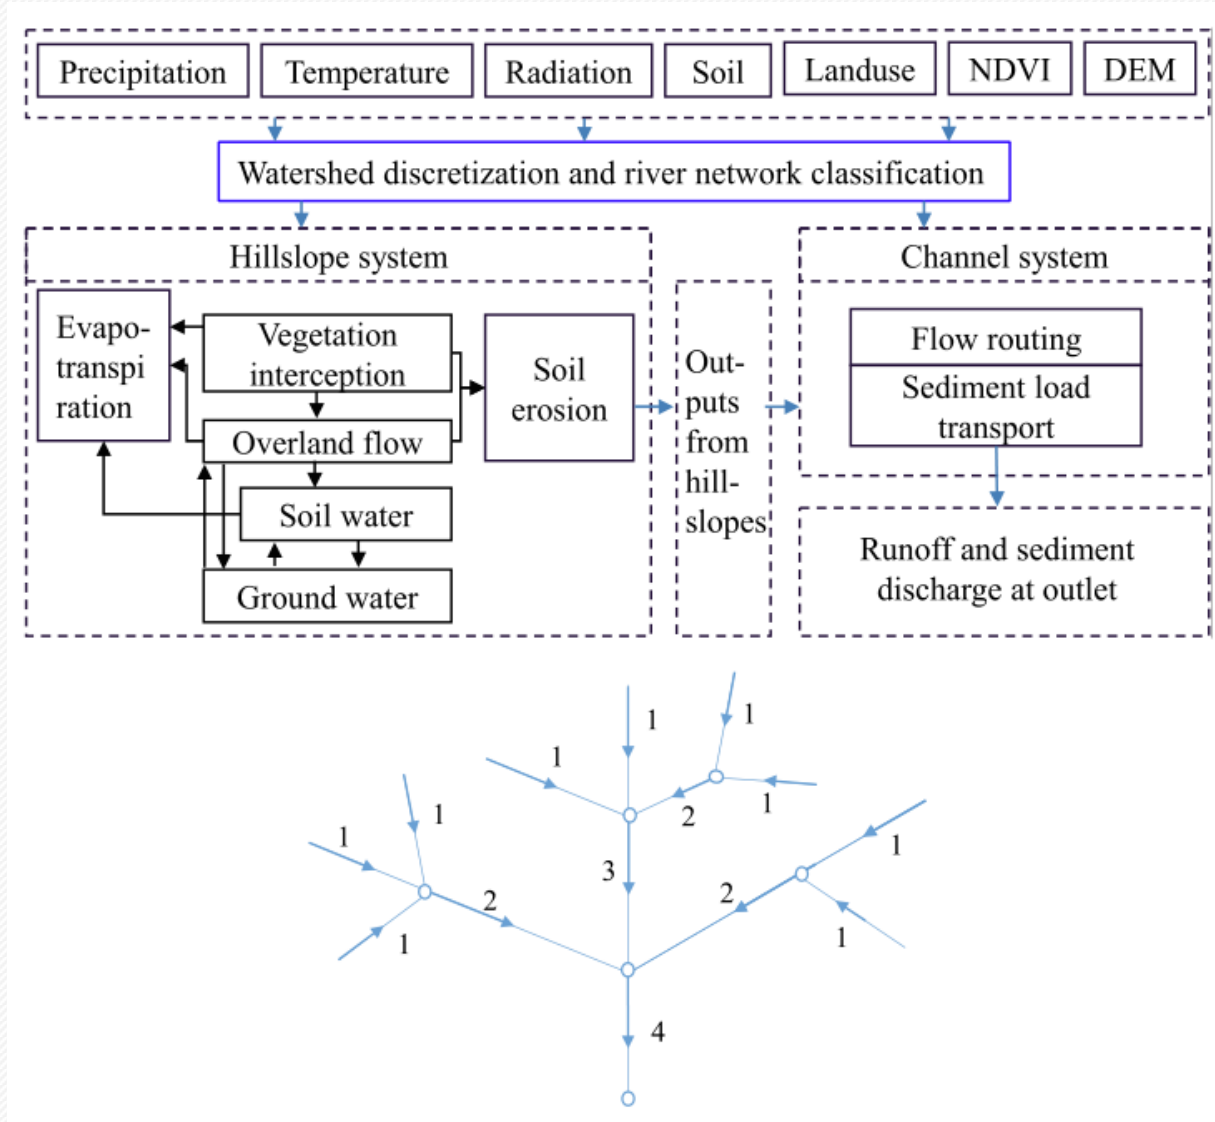 Precipitation
Temperature
Radiation
Soil
Landuse
NDVI
DEM
Watershed discretization and river network classification
Hillslope system
Evapo-
transpi
ration
Vegetation
interception
Overland flow
Soil water
Ground water
Soil
erosion
Out-
puts
from
hill-
slopes
Channel system
Flow routing
Sediment load
transport
Runoff and sediment
discharge at outlet
1
1
1
1
2
1
1
1
3
1
2
2
1
1
4